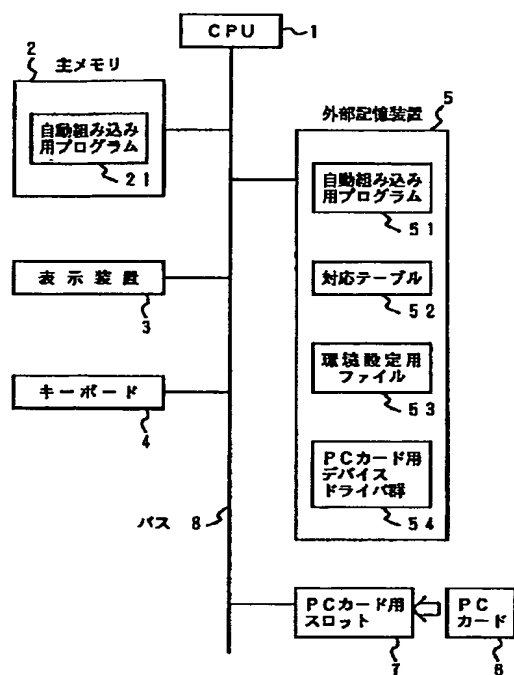 CPU
1
2
主メモリ
自動組み込み
用プログラム
21
表示装置
3
キーボード
4
外部記憶装置
5
自動組み込み
用プログラム
51
対応テーブル
52
環境設定用
ファイル
53
PCカード用
デバイス
ドライバ群
54
バス 8
PCカード用
スロット
7
PC
カード
6